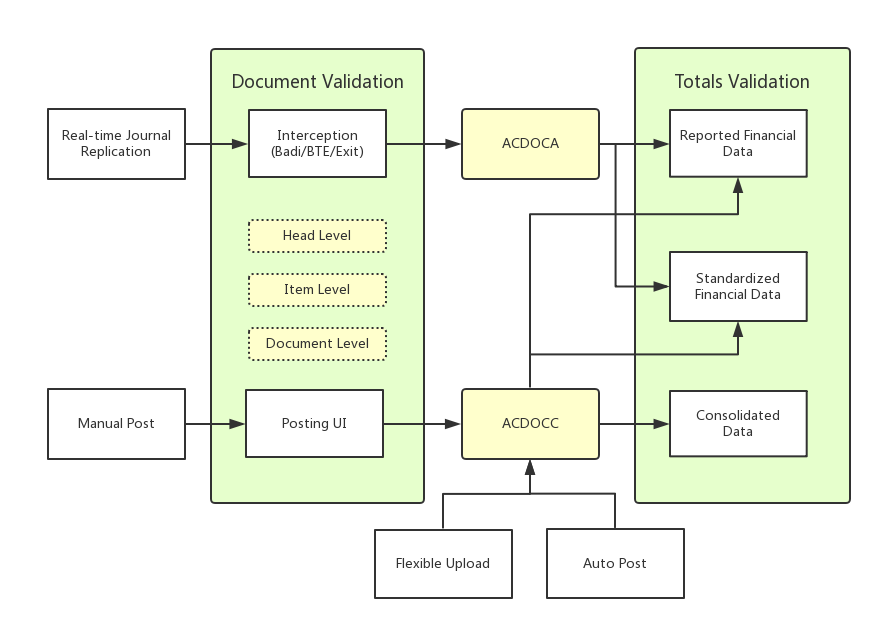 Document Validation
Totals Validation
Real-time Journal
Replication
Interception
(Badi/BTE/Exit)
ACDOCA
Reported Financial
Data
Head Level
Item Level
Document Level
Standardized
Financial Data
Manual Post
Posting UI
ACDOCC
Consolidated
Data
Flexible Upload
Auto Post